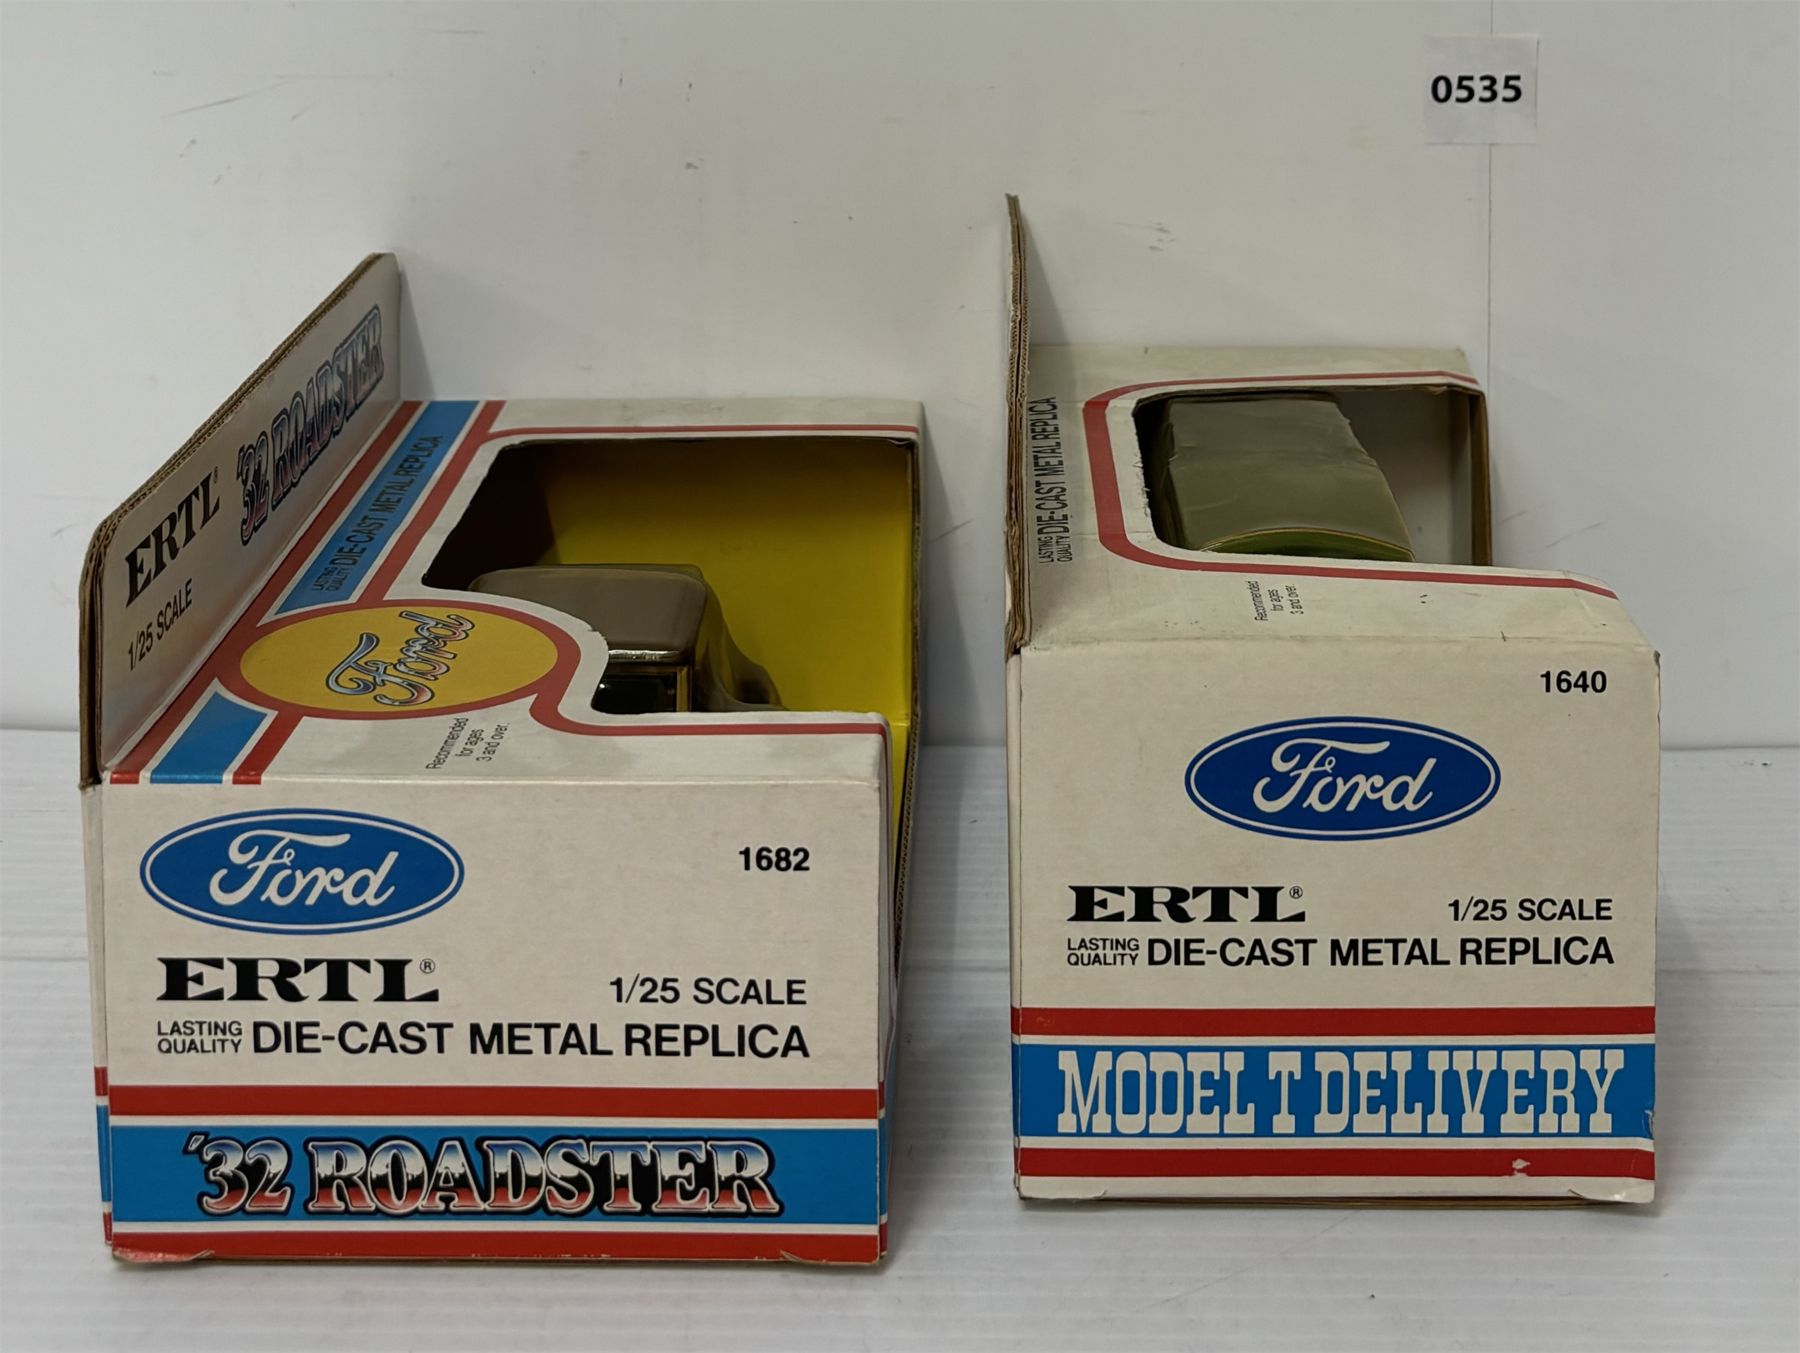 0535
ERTL®
'32 ROADSTER
1/25 SCALE
LASTING
QUALITY DIE-CAST METAL REPLICA
Ford
Recommended
for ages
3 and over.
Ford
1682
ERTL®
1/25 SCALE
LASTING
QUALITY DIE-CAST METAL REPLICA
'32 ROADSTER
LASTING
QUALITY DIE-CAST METAL REPLICA
Recommended
for ages
3 and over.
1640
Ford
ERTL®
1/25 SCALE
LASTING
QUALITY DIE-CAST METAL REPLICA
MODEL T DELIVERY